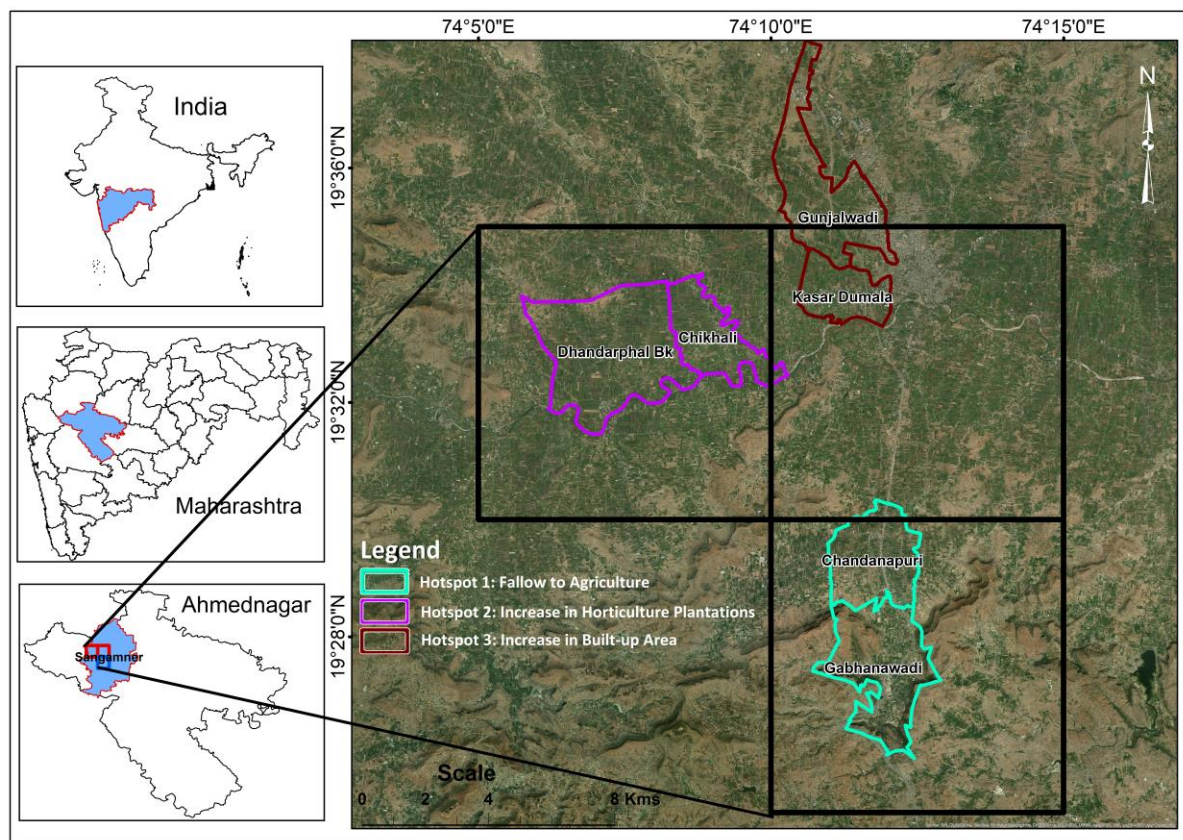 74°5'0"E 74°10'0"E 74°15'0"E
India
19°36'0"N
N
Gunjalwadi
Kasar Dumala
Chikhali
Dhandarphal Bk
19°32'0"N
Maharashtra
Legend
Hotspot 1: Fallow to Agriculture
Hotspot 2: Increase in Horticulture Plantations
Hotspot 3: Increase in Built-up Area
Chandanapuri
Ahmednagar
19°28'0"N
Sangamner
Gabhanawadi
Scale
0 2 4 8 Kms